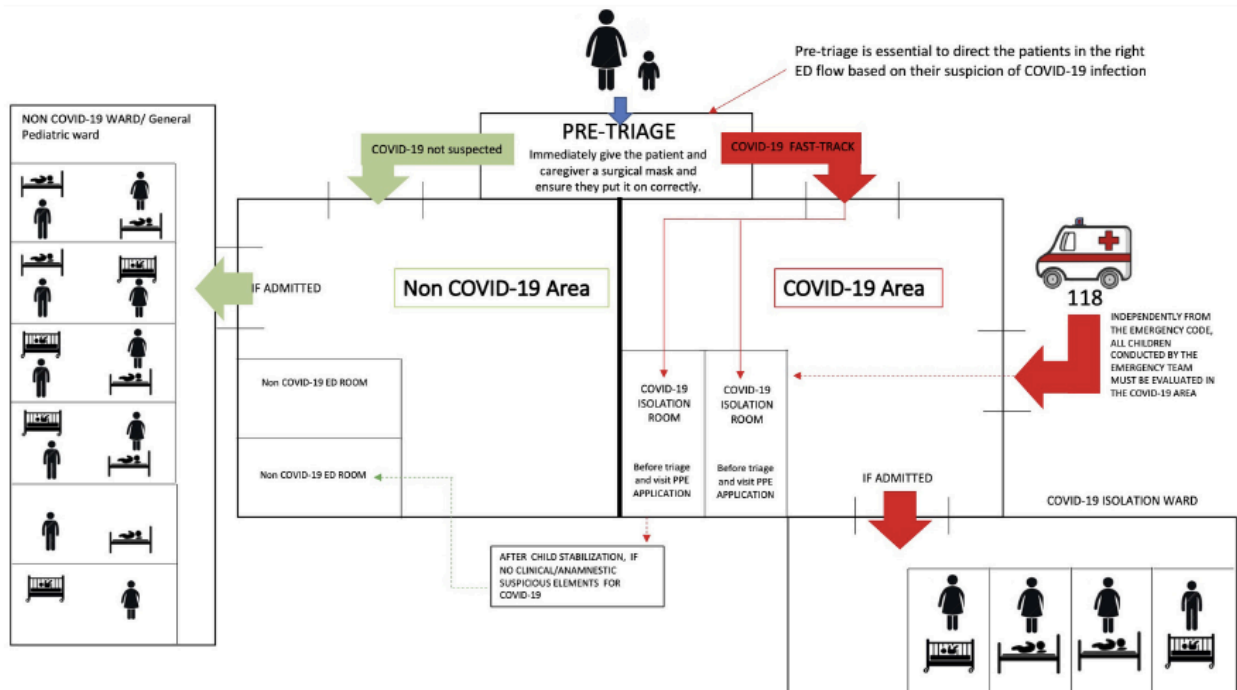 Pre-triage is essential to direct the patients in the right
ED flow based on their suspicion of COVID-19 infection
NON COVID-19 WARD/ General
Pediatric ward
PRE-TRIAGE
Immediately give the patient and
caregiver a surgical mask and
ensure they put it on correctly.
COVID-19 not suspected
COVID-19 FAST-TRACK
IF ADMITTED
Non COVID-19 Area
COVID-19 Area
118
INDEPENDENTLY FROM
THE EMERGENCY CODE,
ALL CHILDREN
CONDUCTED BY THE
EMERGENCY TEAM
MUST BE EVALUATED IN
THE COVID-19 AREA
Non COVID-19 ED ROOM
Non COVID-19 ED ROOM
COVID-19
ISOLATION
ROOM
Before triage
and visit PPE
APPLICATION
COVID-19
ISOLATION
ROOM
Before triage
and visit PPE
APPLICATION
IF ADMITTED
COVID-19 ISOLATION WARD
AFTER CHILD STABILIZATION, IF
NO CLINICAL/ANAMNESTIC
SUSPICIOUS ELEMENTS FOR
COVID-19